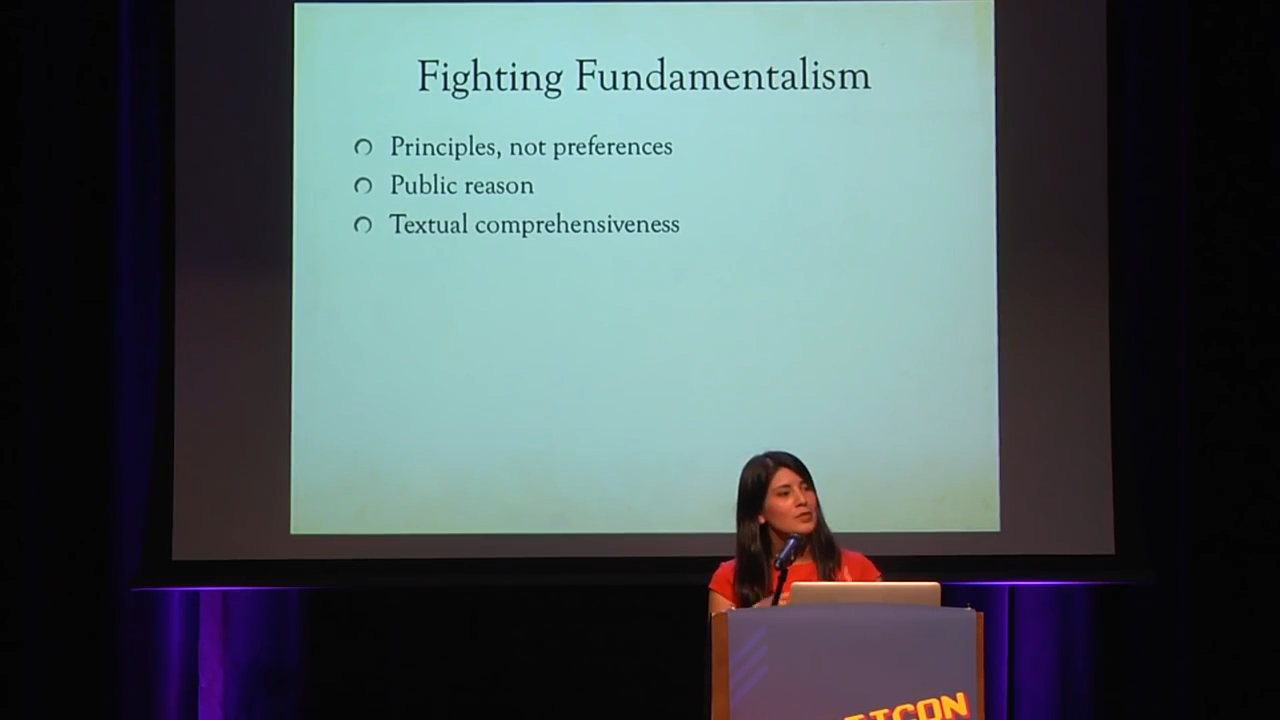 Fighting Fundamentalism
Principles, not preferences
Public reason
Textual comprehensiveness